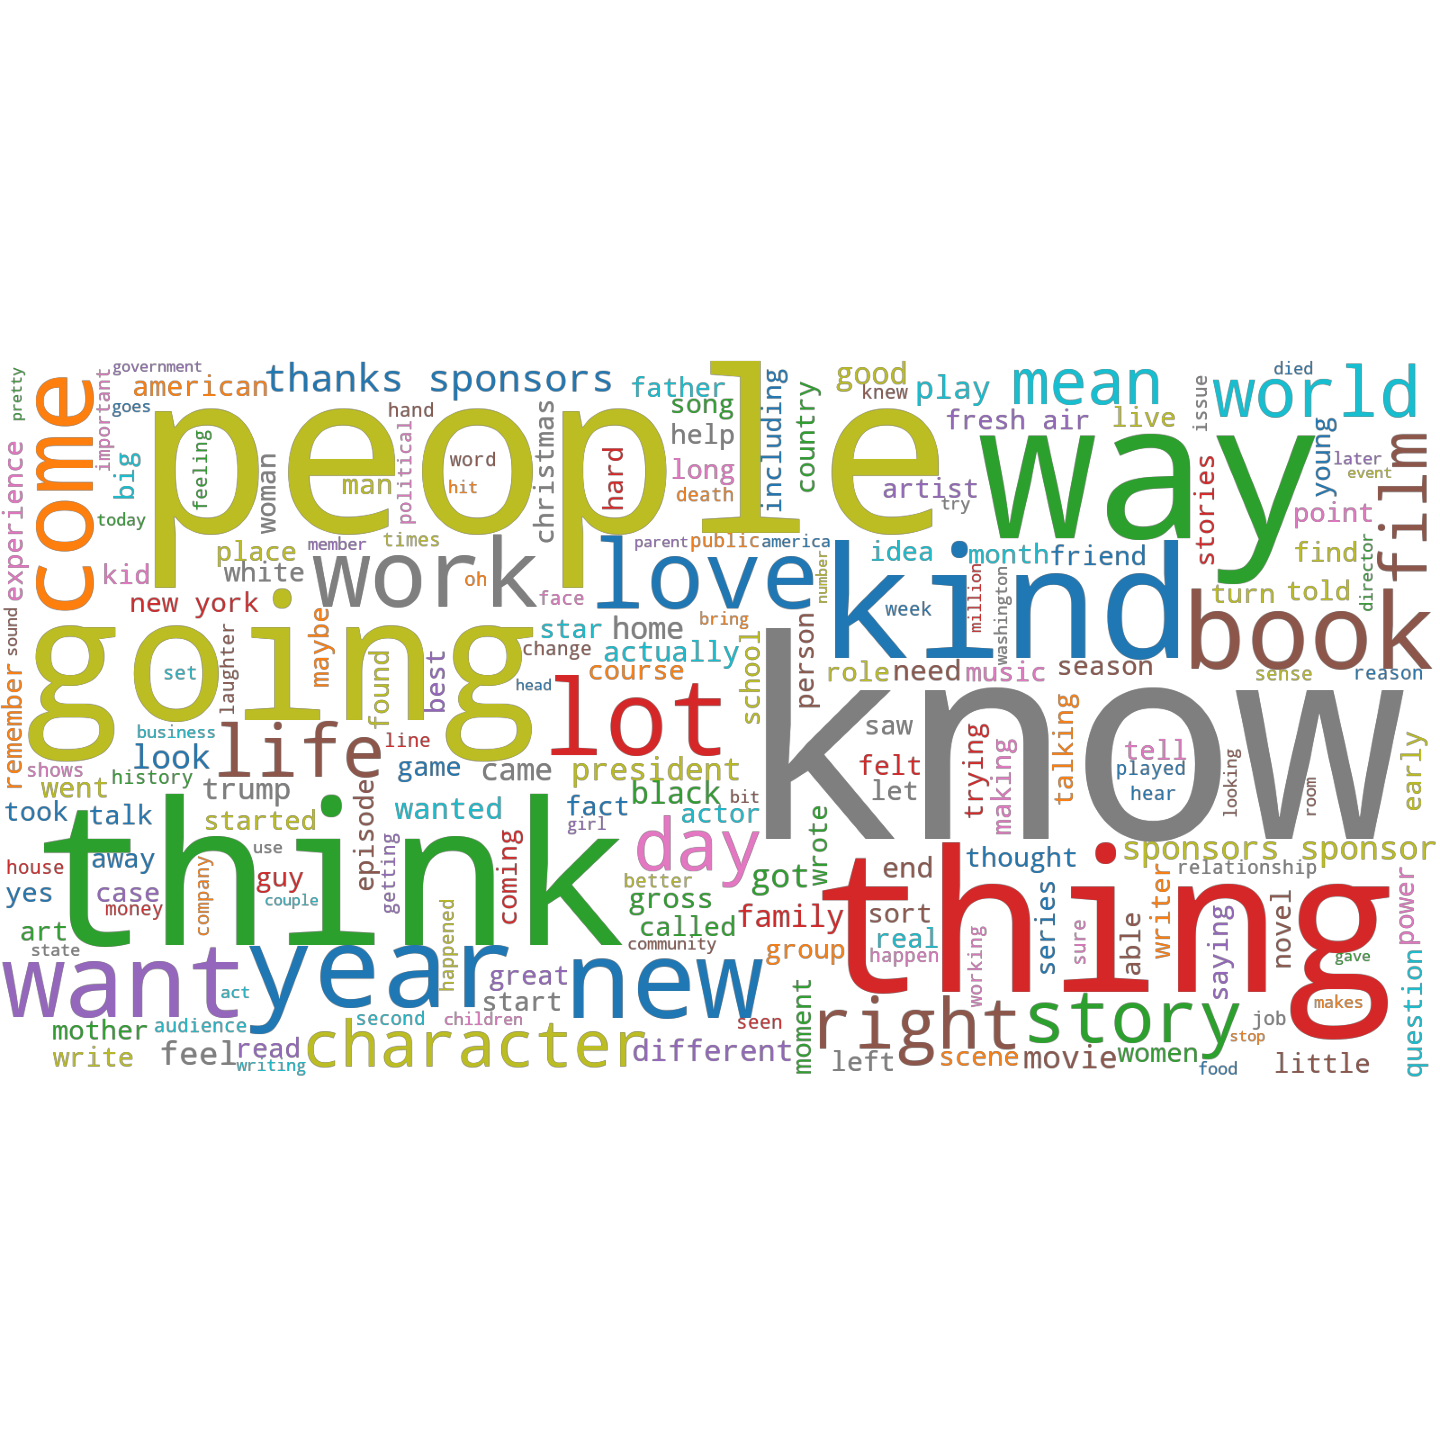 pretty
government
american
thanks sponsors
father
song
good
play
mean
world
died
goes
important
come
people
hand
help
including
country
knew
fresh air
live
issue
young
film
later
event
experience
big
feeling
woman
man
political
word
hit
christmas
hard
long
death
artist
try
way
stories
point
today
place
member
times
parent
public
america
idea
month
friend
find
director
kid
white
work
oh
love
face
number
kind
week
million
washington
turn
told
book
new york
bring
sound
going
maybe
star
home
change
actually
school
person
know
role
need
music
season
sense
reason
remember
set
laughter
found
best
head
course
lot
business
look
life
line
saw
talking
tell
played
hear
looking
room
early
shows
history
went
trump
game
came
president
felt
let
trying
making
took
talk
started
episode
wanted
fact
black
bit
actor
girl
think
use
day
wrote
thought
sponsors sponsor
house
away
company
guy
couple
getting
coming
better
gross
got
end
relationship
yes
case
money
called
family
thing
sort
series
able
writer
saying
novel
power
art
state
community
group
real
happen
working
sure
gave
want
act
year
happened
great
start
new
makes
question
mother
audience
second
children
seen
moment
right
story
job
stop
write
feel
read
writing
character
different
left
scene
movie
women
food
little